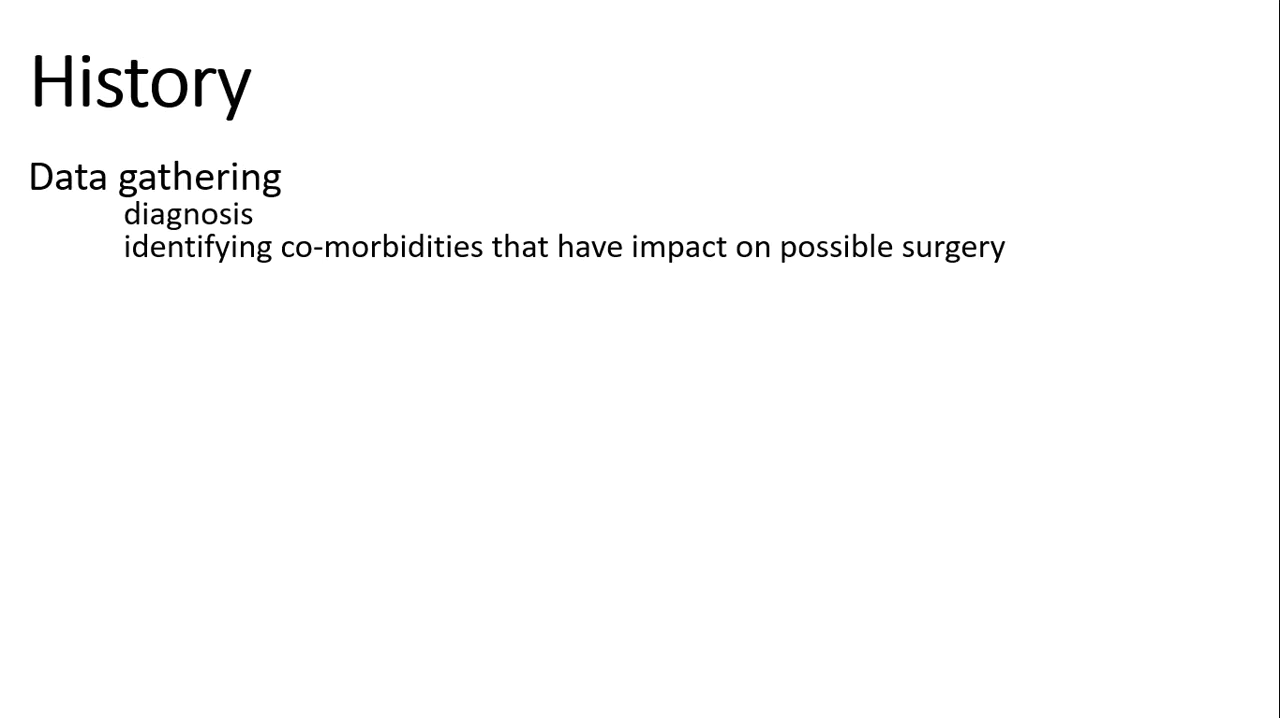 History
Data gathering
diagnosis
identifying co-morbidities that have impact on possible surgery